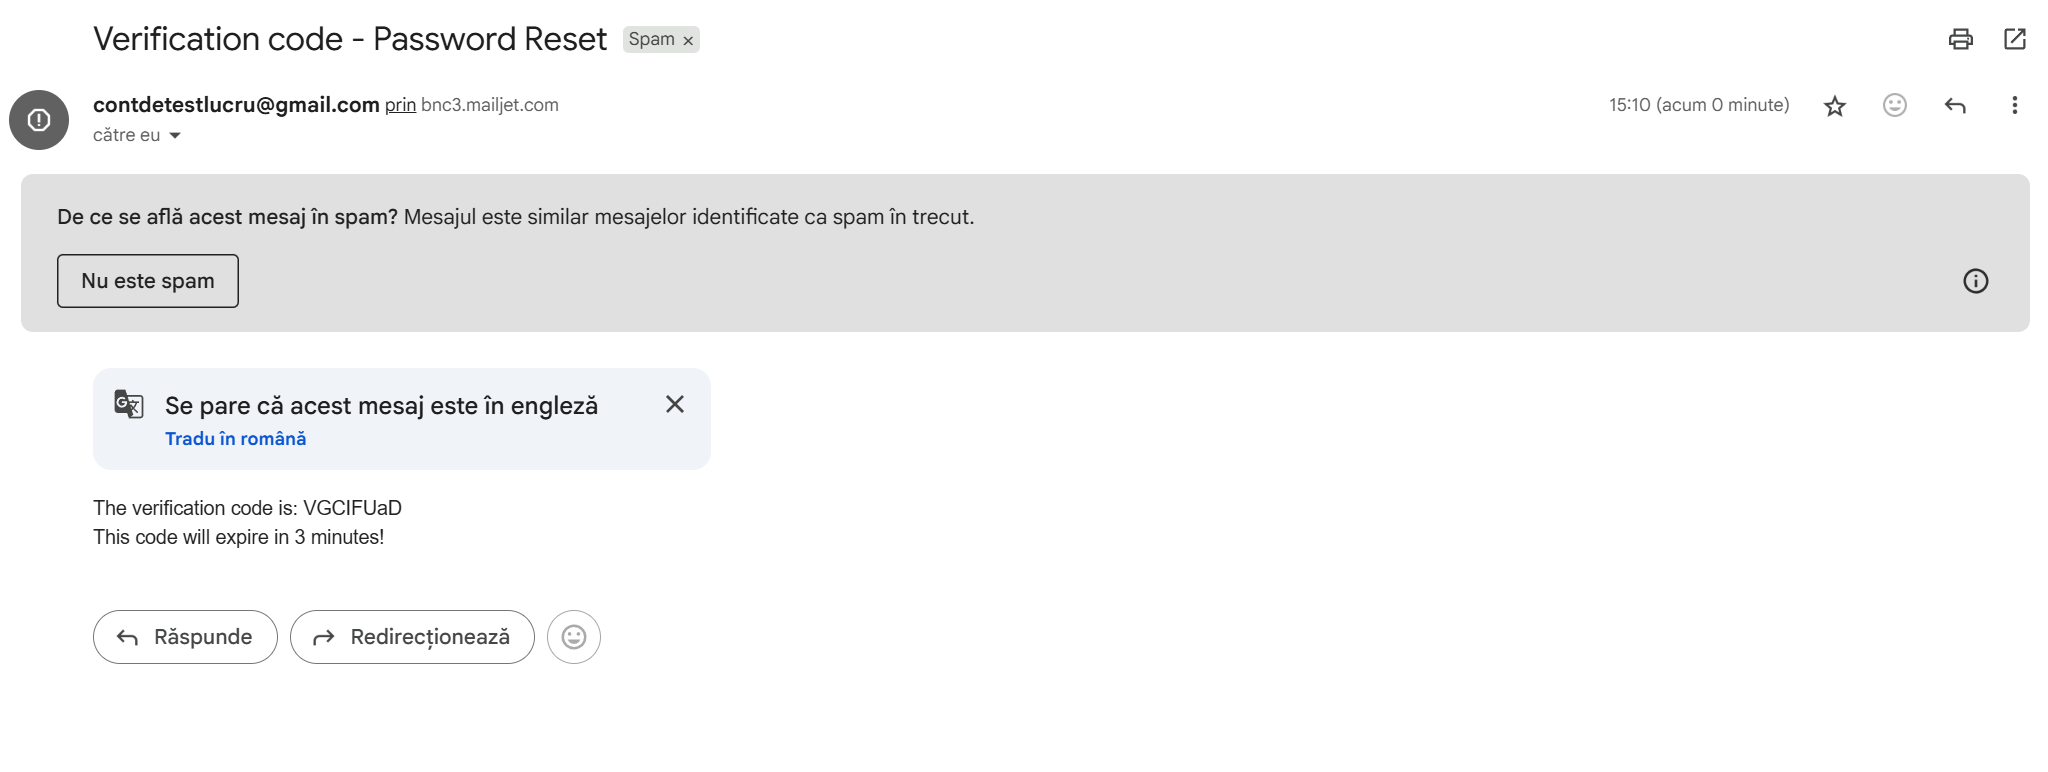 Verification code - Password Reset Spam ×
contdetestlucru@gmail.com prin bnc3.mailjet.com 15:10 (acum 0 minute)
către eu
De ce se află acest mesaj în spam? Mesajul este similar mesajelor identificate ca spam în trecut.
Nu este spam
Se pare că acest mesaj este în engleză
Tradu în română
The verification code is: VGCIFUaD
This code will expire in 3 minutes!
Răspunde Redirecționează